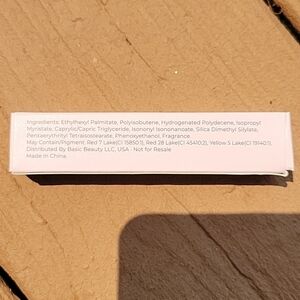 Ingredients: Ethylhexyl Palmitate, Polyisobutene, Hydrogenated Polydecene, Isopropyl
Myristate, Caprylic/Capric Triglyceride, Isononyl Isononanoate, Silica Dimethyl Silylate,
Pentaerythrityl Tetraisostearate, Phenoxyethanol, Fragrance.
May Contain/Pigment: Red 7 Lake(CI 15850:1), Red 28 Lake(CI 45410:2), Yellow 5 Lake(CI 19140:1).
Distributed By Basic Beauty LLC, USA . Not for Resale
Made In China.